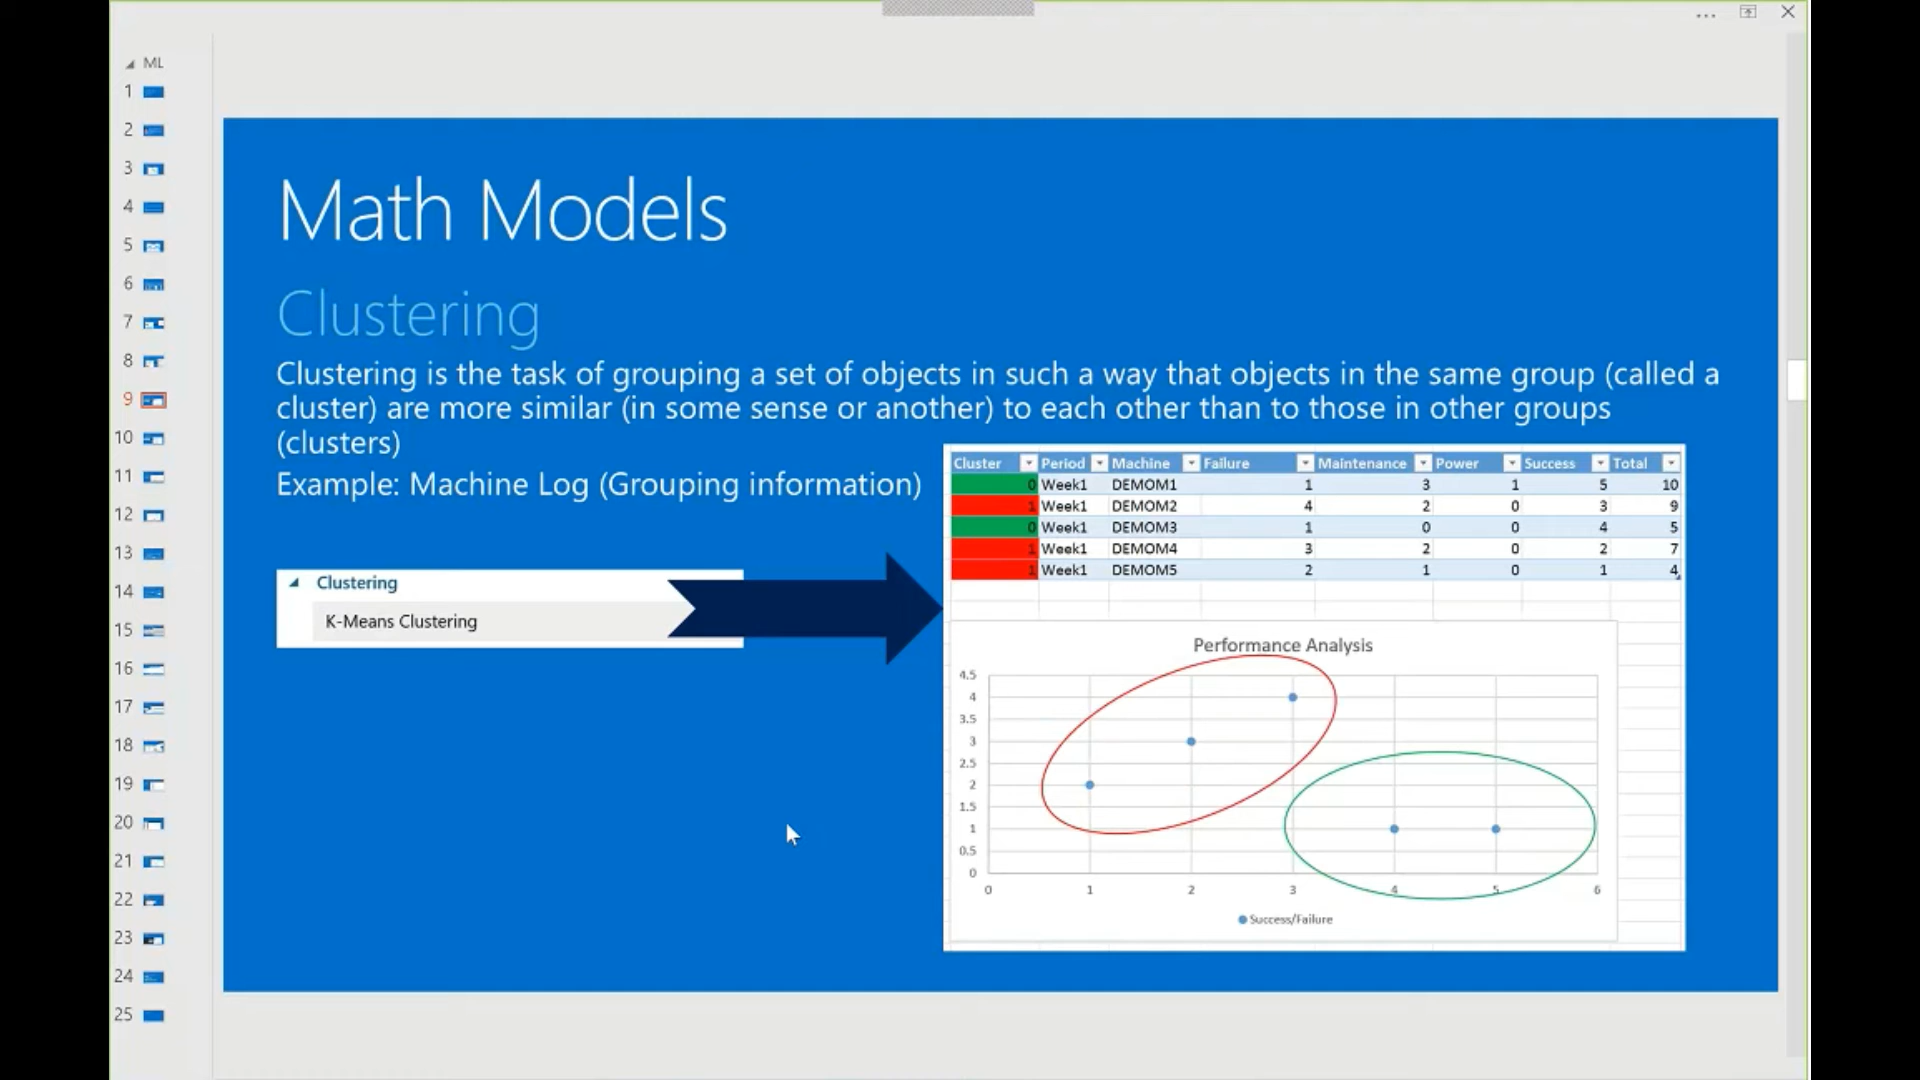 ML
1
2
3
4
5
6
7
8
9
10
11
12
13
14
15
16
17
18
19
20
21
22
23
24
25
Math Models
Clustering
Clustering is the task of grouping a set of objects in such a way that objects in the same group (called a
cluster) are more similar (in some sense or another) to each other than to those in other groups
(clusters)
Example: Machine Log (Grouping information)
Clustering
K-Means Clustering
Cluster Period Machine Failure Maintenance Power Success Total
0 Week1 DEMOM1 1 3 1 5 10
1 Week1 DEMOM2 4 2 0 3 9
0 Week1 DEMOM3 1 0 0 4 5
1 Week1 DEMOM4 3 2 0 2 7
1 Week1 DEMOM5 2 1 0 1 4
Performance Analysis
4.5
4
3.5
3
2.5
2
1.5
1
0.5
0
0 1 2 3 4 5 6
Success/Failure